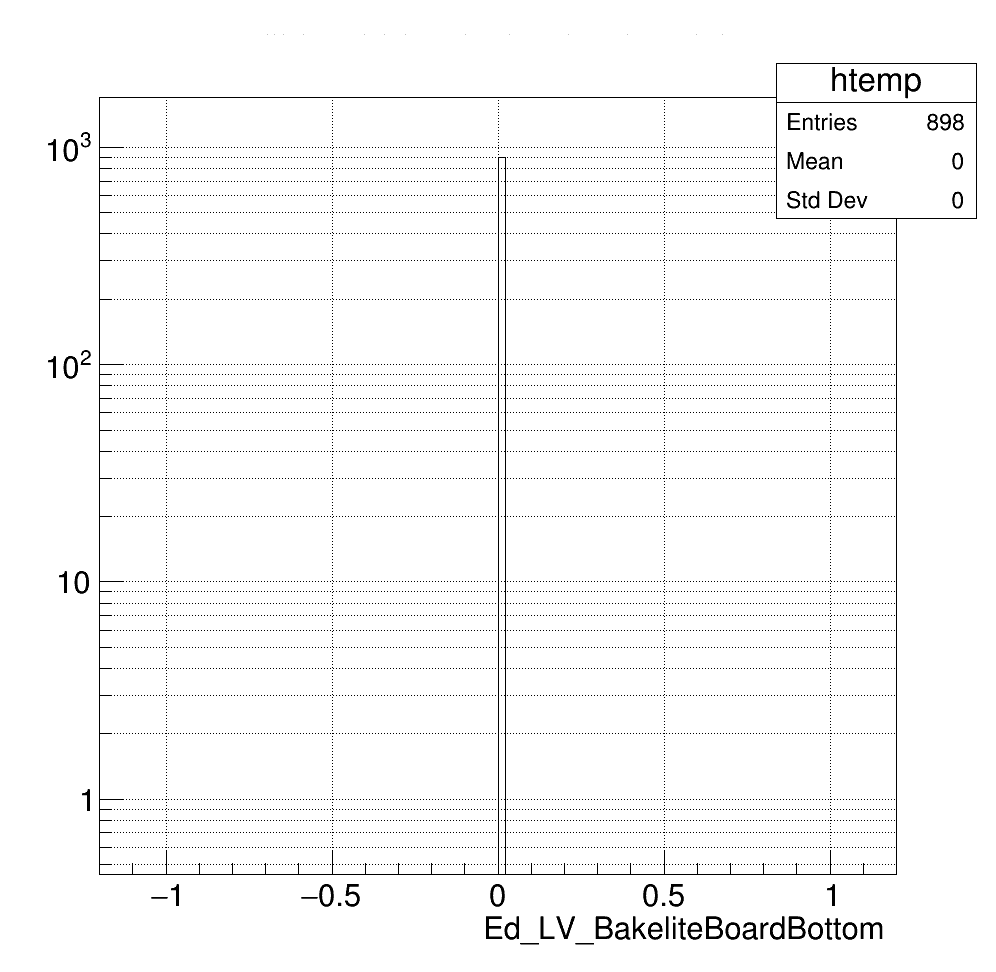 htemp
Entries 898
Mean 0
Std Dev 0
10³
10²
10
1
−1 −0.5 0 0.5 1
Ed_LV_BakeliteBoardBottom